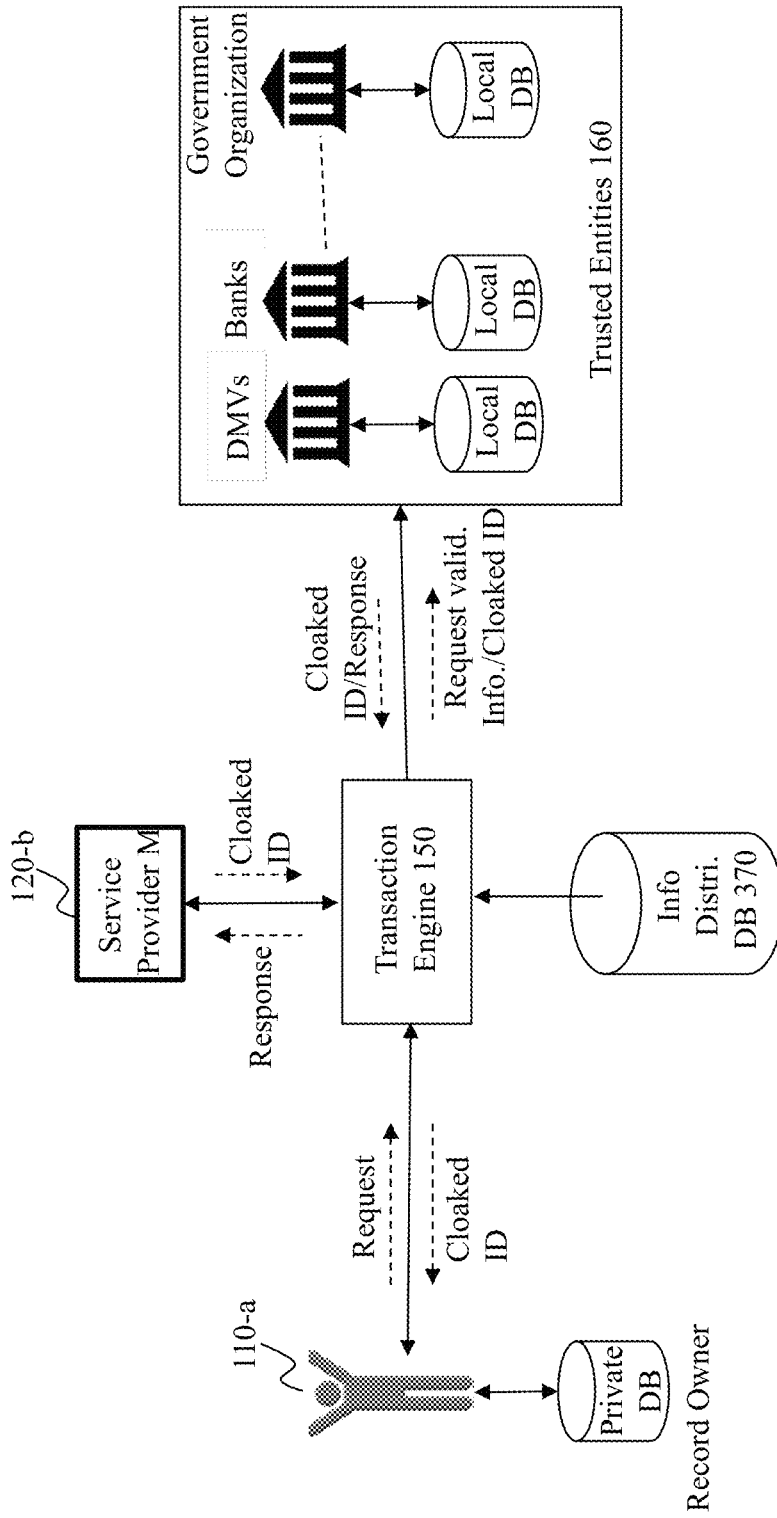 110-a
Private
DB
Record Owner
Request
Cloaked
ID
120-b
Service
Provider M
Response
Cloaked
ID
Transaction
Engine 150
Info
Distri.
DB 370
Cloaked
ID/Response
Request valid.
Info./Cloaked ID
DMVs
Banks
Government
Organization
Local
DB
Local
DB
Local
DB
Trusted Entities 160